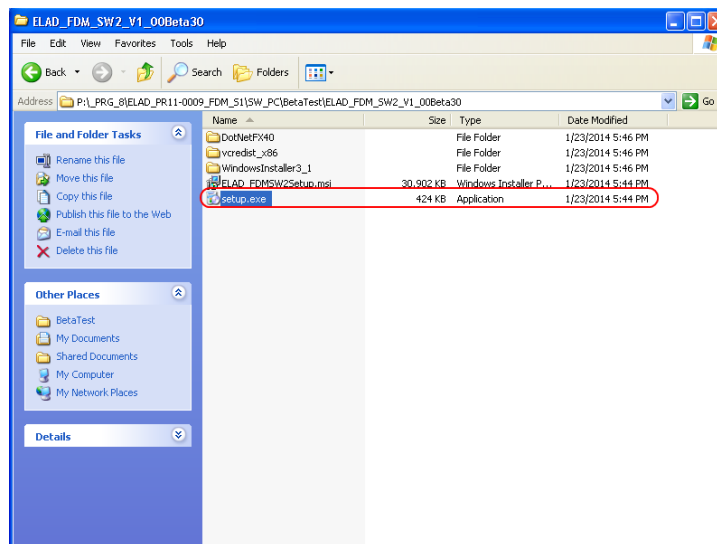 ELAD_FDM_SW2_V1_00Beta30
File Edit View Favorites Tools Help
Back Search Folders
Address P:\_PRG_8\ELAD_PR11-0009_FDM_S1\SW_PC\BetaTest\ELAD_FDM_SW2_V1_00Beta30 Go
Name Size Type Date Modified
File and Folder Tasks
Rename this file
Move this file
Copy this file
Publish this file to the Web
E-mail this file
Delete this file
Other Places
BetaTest
My Documents
Shared Documents
My Computer
My Network Places
Details
DotNetFX40 File Folder 1/23/2014 5:46 PM
vcredist_x86 File Folder 1/23/2014 5:46 PM
WindowsInstaller3_1 File Folder 1/23/2014 5:46 PM
ELAD_FDMSW2Setup.msi 30.902 KB Windows Installer P... 1/23/2014 5:44 PM
setup.exe 424 KB Application 1/23/2014 5:44 PM